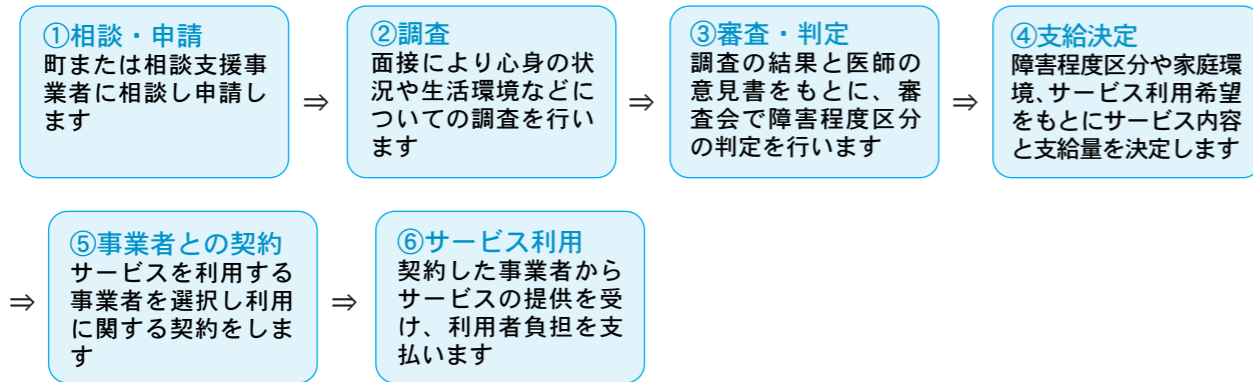 ①相談・申請
町または相談支援事
業者に相談し申請し
ます
⇒
②調査
面接により心身の状
況や生活環境などに
ついての調査を行い
ます
⇒
③審査・判定
調査の結果と医師の
意見書をもとに、審
査会で障害程度区分
の判定を行います
⇒
④支給決定
障害程度区分や家庭環
境、サービス利用希望
をもとにサービス内容
と支給量を決定します
⇒
⑤事業者との契約
サービスを利用する
事業者を選択し利用
に関する契約をしま
す
⇒
⑥サービス利用
契約した事業者から
サービスの提供を受
け、利用者負担を支
払います